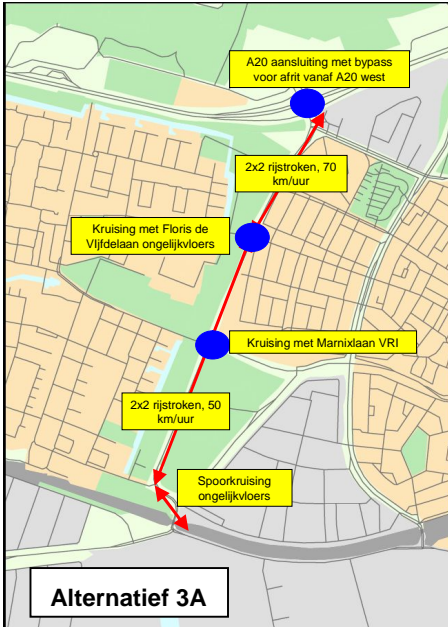 A20 aansluiting met bypass
voor afrit vanaf A20 west
2x2 rijstroken, 70
km/uur
Kruising met Floris de
VIjfdelaan ongelijkvloers
Kruising met Marnixlaan VRI
2x2 rijstroken, 50
km/uur
Spoorkruising
ongelijkvloers
Alternatief 3A